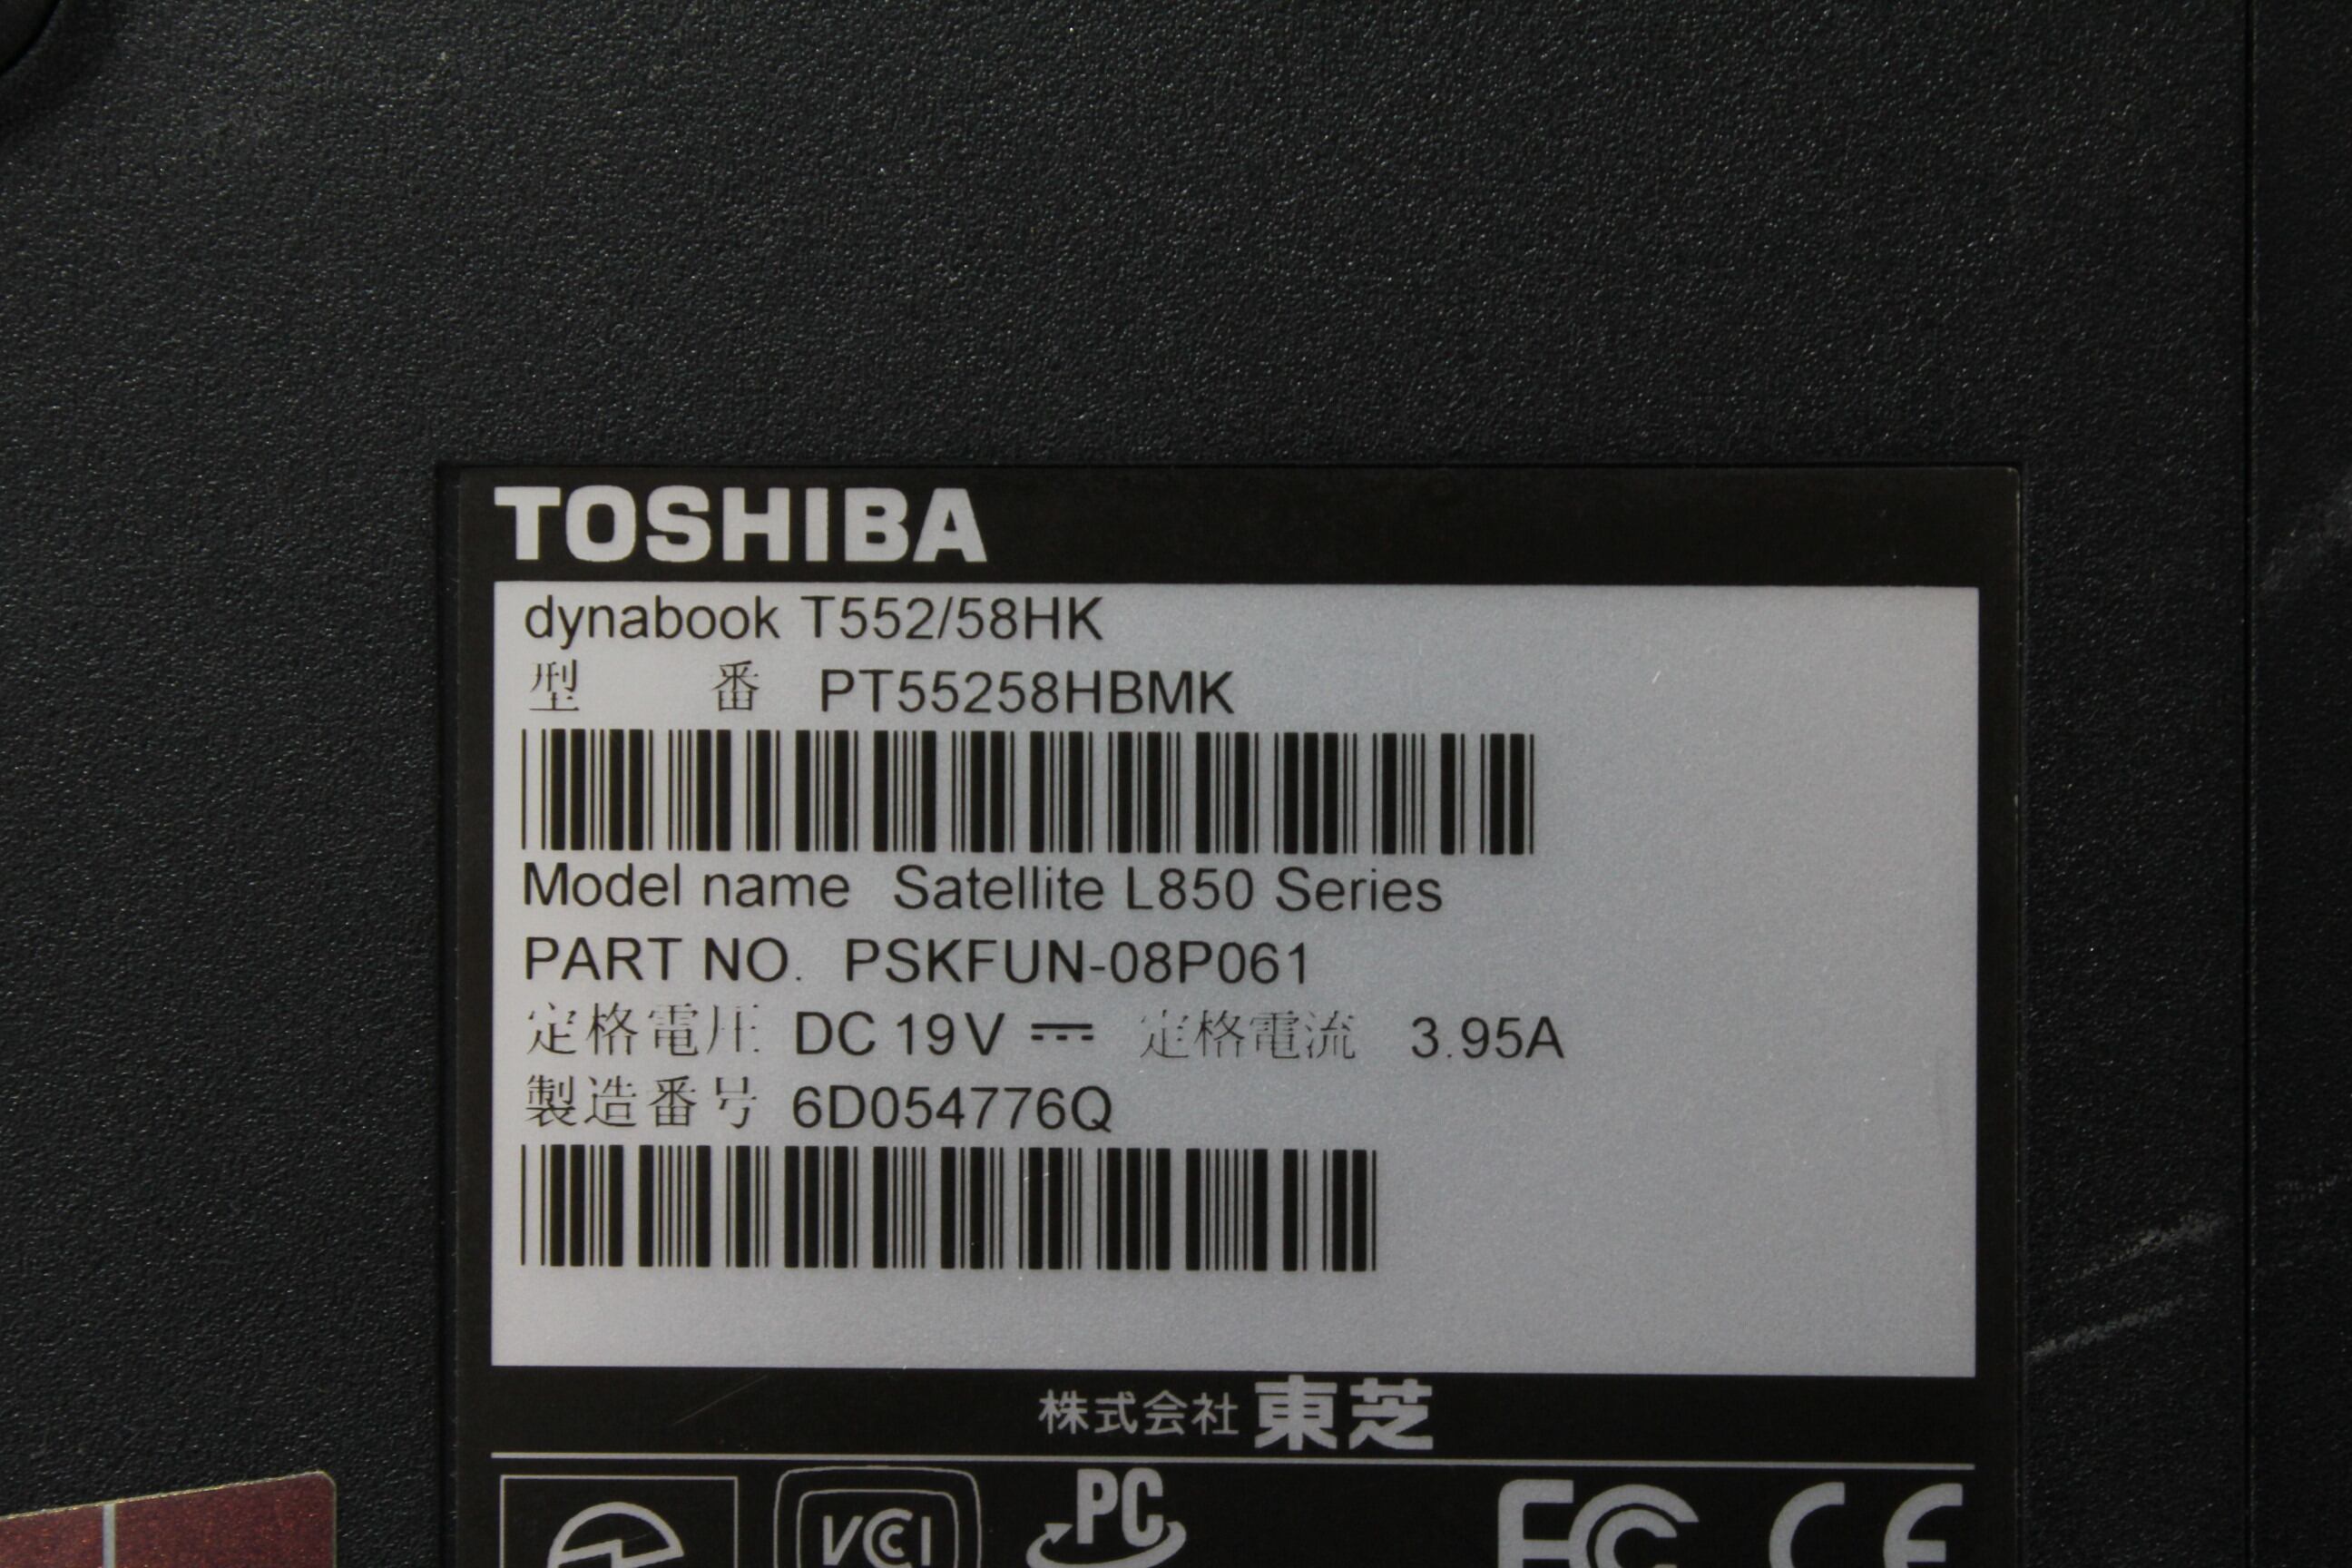 TOSHIBA
dynabook T552/58HK
型 番 PT55258HBMK
Model name Satellite L850 Series
PART NO. PSKFUN-08P061
定格電圧 DC 19V ⎓ 定格電流 3.95A
製造番号 6D054776Q
株式会社 東芝
VCCI PC FC CE